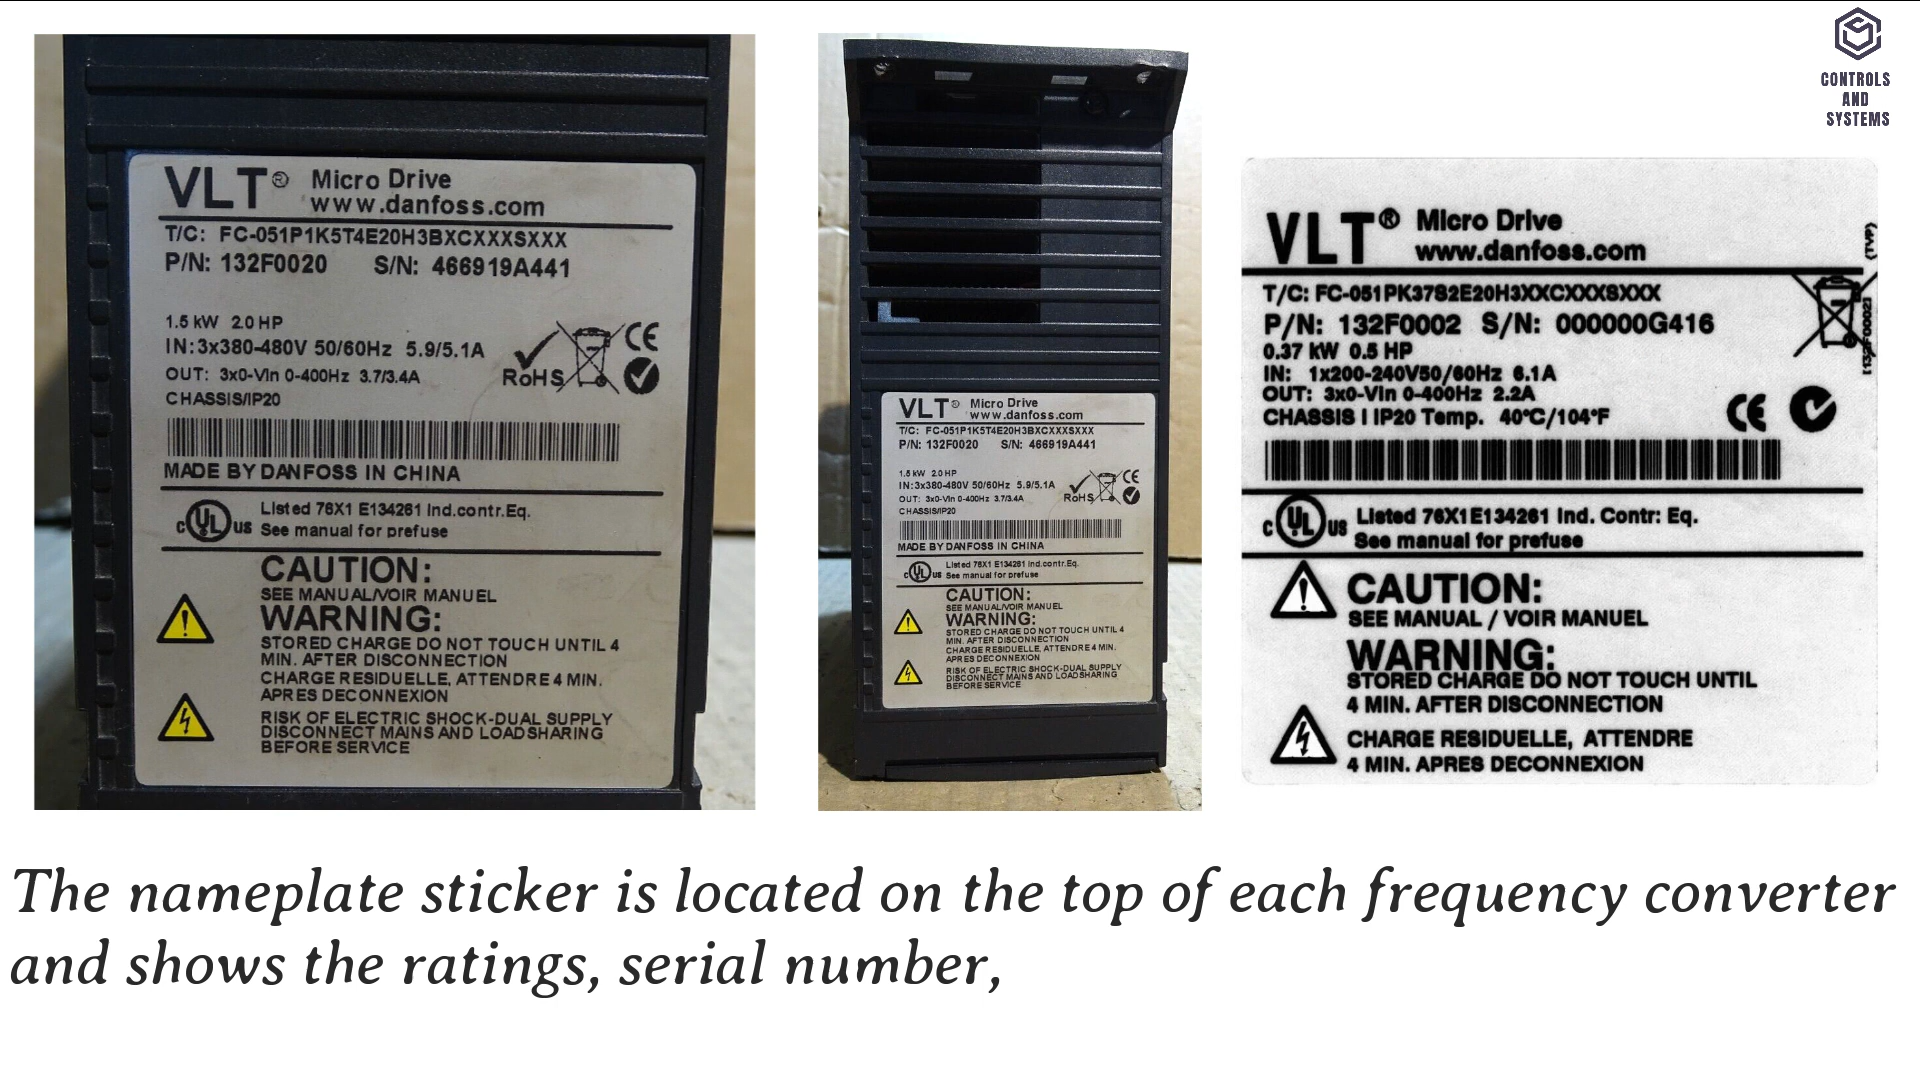 CONTROLS
AND
SYSTEMS
VLT® Micro Drive
www.danfoss.com
T/C: FC-051P1K5T4E20H3BXCXXXSXXX
P/N: 132F0020 S/N: 466919A441
1.5 kW 2.0 HP
IN:3x380-480V 50/60Hz 5.9/5.1A
OUT: 3x0-Vin 0-400Hz 3.7/3.4A
CHASSIS/IP20
RoHS
CE
MADE BY DANFOSS IN CHINA
c UL us Listed 76X1 E134261 Ind.contr.Eq.
See manual for prefuse
CAUTION:
SEE MANUAL/VOIR MANUEL
WARNING:
STORED CHARGE DO NOT TOUCH UNTIL 4
MIN. AFTER DISCONNECTION
CHARGE RESIDUELLE, ATTENDRE 4 MIN.
APRES DECONNEXION
RISK OF ELECTRIC SHOCK-DUAL SUPPLY
DISCONNECT MAINS AND LOADSHARING
BEFORE SERVICE
VLT® Micro Drive
www.danfoss.com
T/C: FC-051P1K5T4E20H3BXCXXXSXXX
P/N: 132F0020 S/N: 466919A441
1.5 kW 2.0 HP
IN:3x380-480V 50/60Hz 5.9/5.1A
OUT: 3x0-Vin 0-400Hz 3.7/3.4A
CHASSIS/IP20
RoHS
CE
MADE BY DANFOSS IN CHINA
c UL us Listed 76X1 E134261 Ind.contr.Eq.
See manual for prefuse
CAUTION:
SEE MANUAL/VOIR MANUEL
WARNING:
STORED CHARGE DO NOT TOUCH UNTIL 4
MIN. AFTER DISCONNECTION
CHARGE RESIDUELLE, ATTENDRE 4 MIN.
APRES DECONNEXION
RISK OF ELECTRIC SHOCK-DUAL SUPPLY
DISCONNECT MAINS AND LOADSHARING
BEFORE SERVICE
VLT® Micro Drive
www.danfoss.com
T/C: FC-051PK37S2E20H3XXCXXXSXXX
P/N: 132F0002 S/N: 000000G416
0.37 kW 0.5 HP
IN: 1x200-240V50/60Hz 6.1A
OUT: 3x0-Vin 0-400Hz 2.2A
CHASSIS I IP20 Temp. 40°C/104°F
CE
(TYP)
c UL us Listed 76X1E134261 Ind. Contr: Eq.
See manual for prefuse
CAUTION:
SEE MANUAL / VOIR MANUEL
WARNING:
STORED CHARGE DO NOT TOUCH UNTIL
4 MIN. AFTER DISCONNECTION
CHARGE RESIDUELLE, ATTENDRE
4 MIN. APRES DECONNEXION
The nameplate sticker is located on the top of each frequency converter
and shows the ratings, serial number,